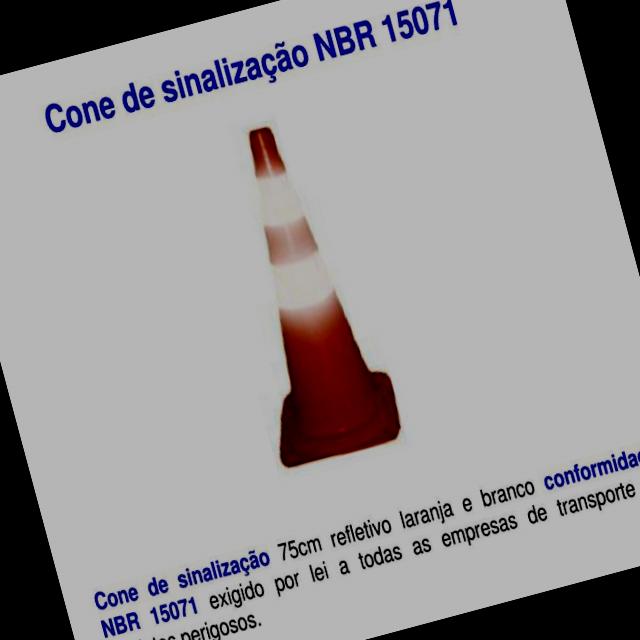 Cone de sinalização NBR 15071
Cone de sinalização 75cm refletivo laranja e branco
NBR 15071 exigido por lei a todas as empresas de transporte
perigosos.